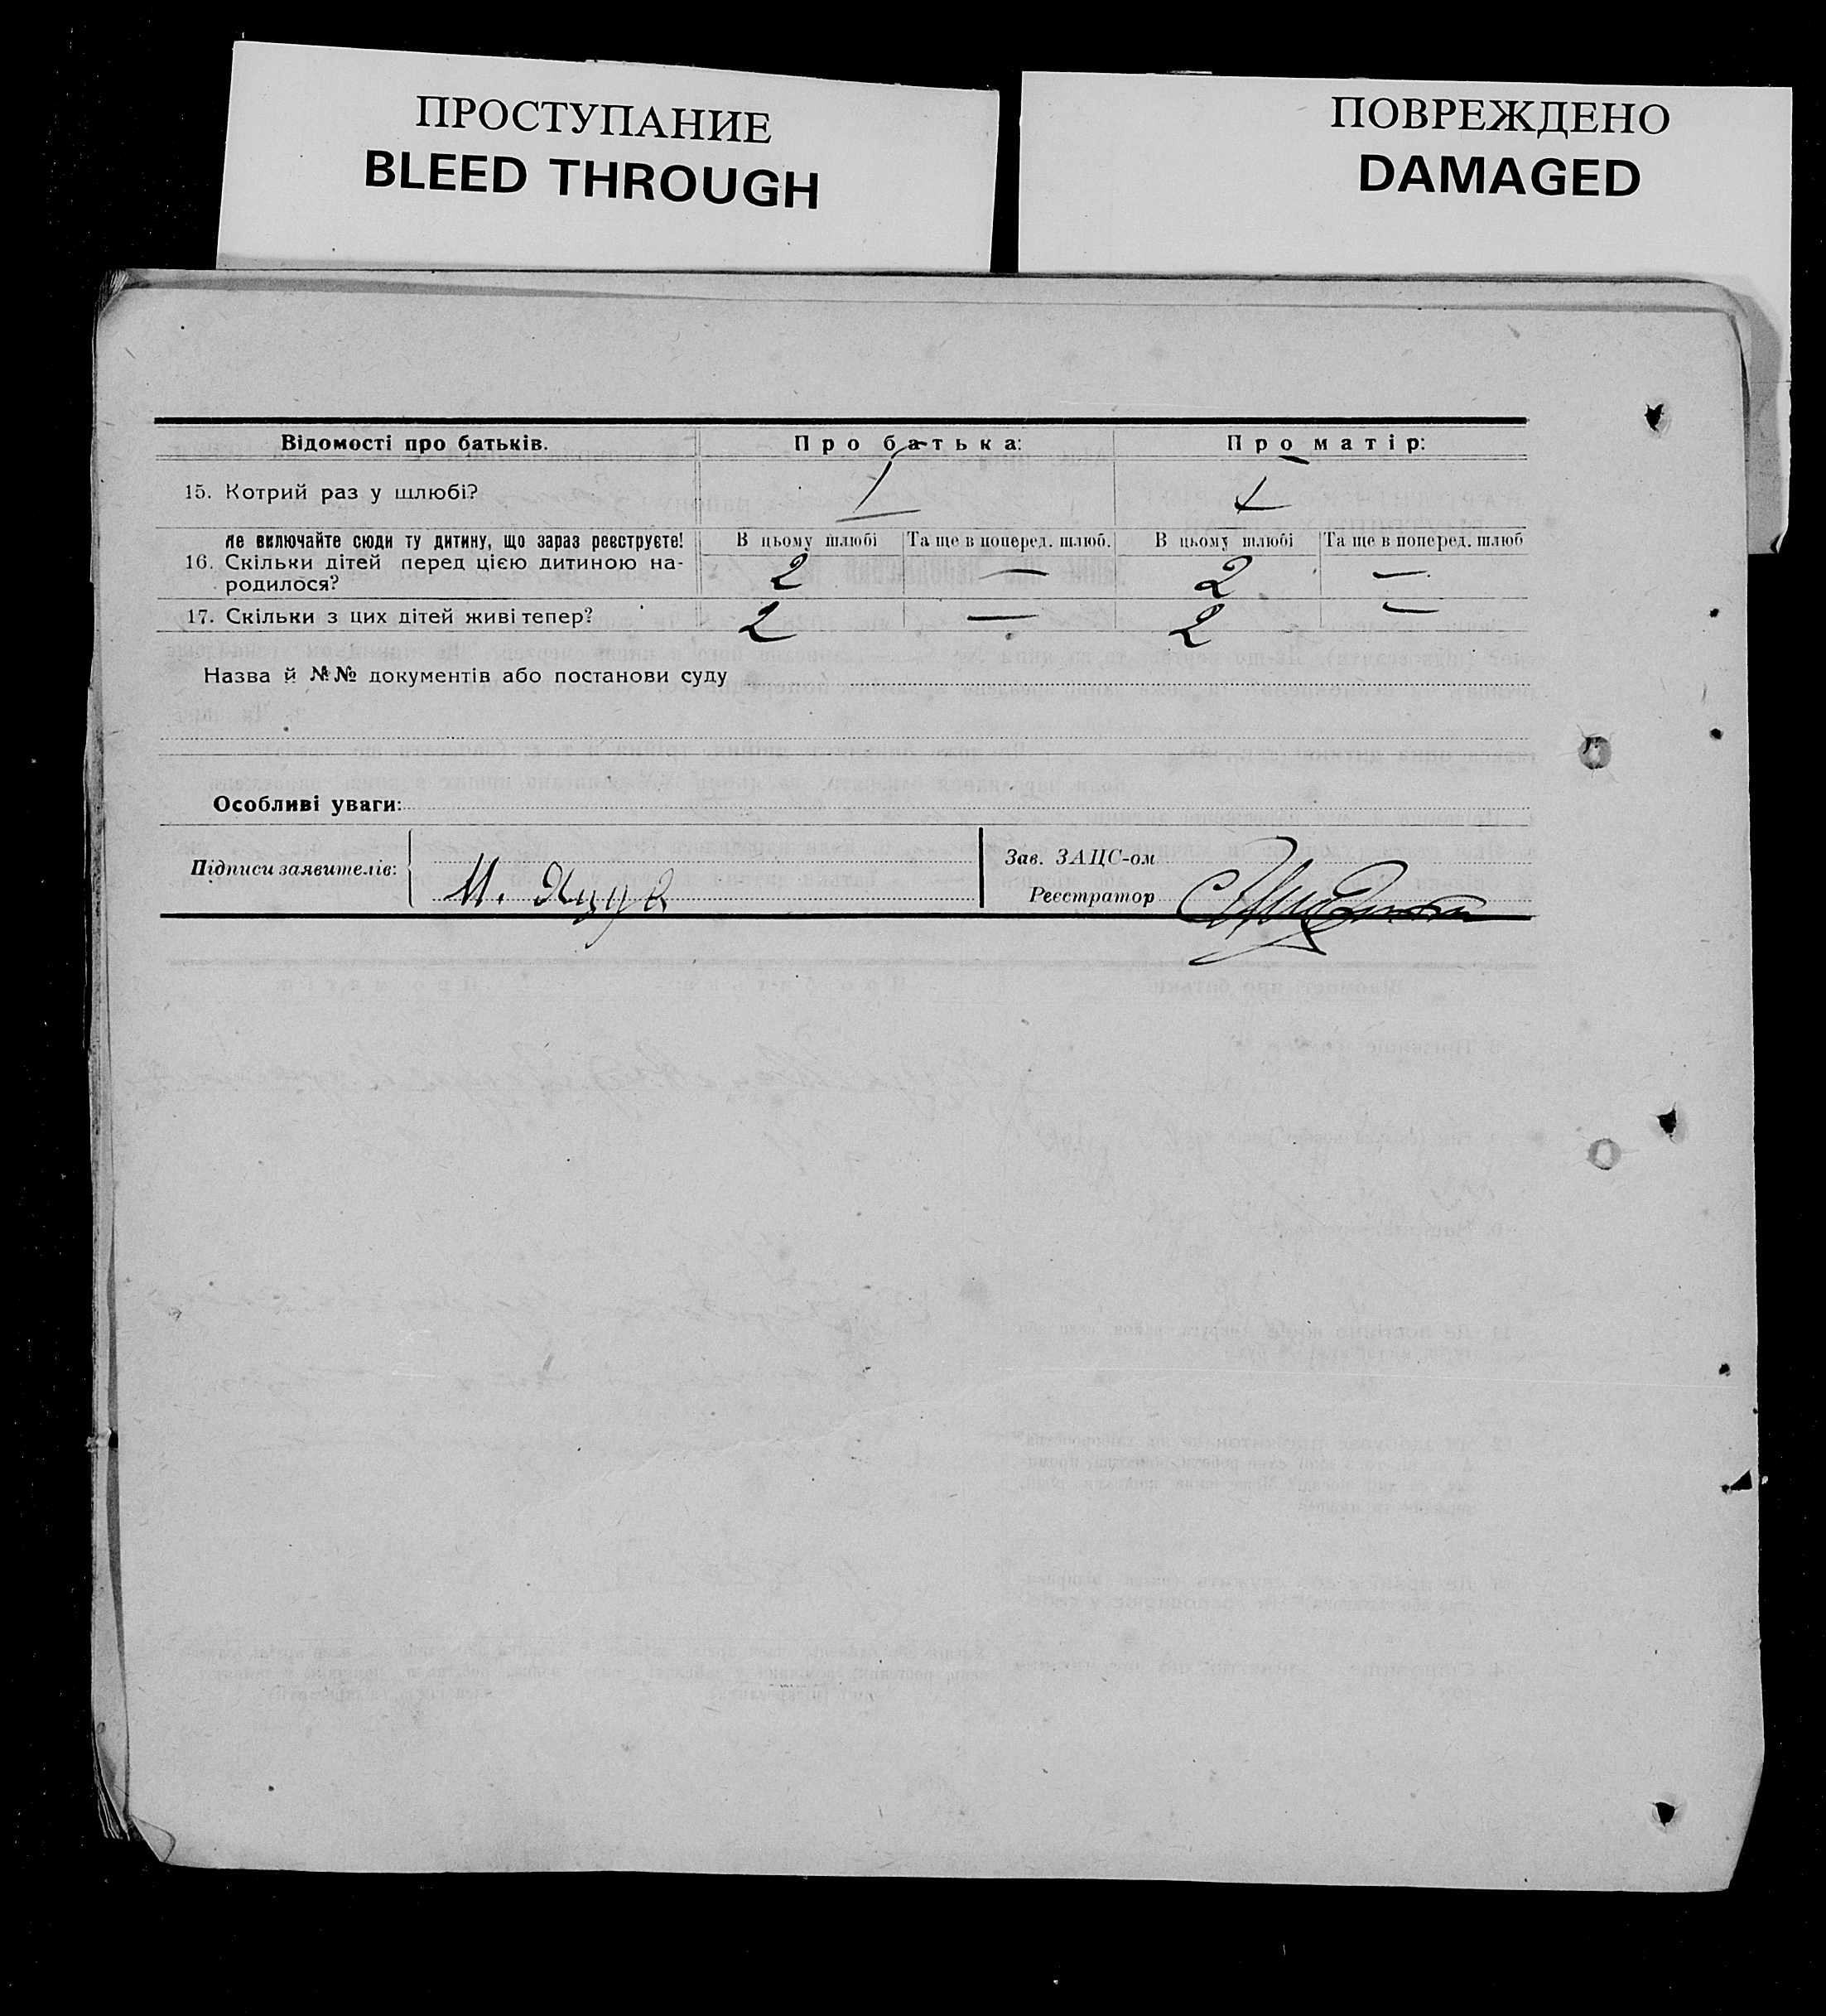 ПРОСТУПАНИЕ
BLEED THROUGH
ПОВРЕЖДЕНО
DAMAGED
Відомості про батьків. Про батька: Про матір:
15. Котрий раз у шлюбі? 1 1
Не включайте сюди ту дитину, що зараз реєструєте! В цьому шлюбі Та ще в поперед. шлюб. В цьому шлюбі Та ще в поперед. шлюб
16. Скільки дітей перед цією дитиною на-
родилося? 2 — 2 —
17. Скільки з цих дітей живі тепер? 2 — 2 —
Назва й №№ документів або постанови суду
Особливі уваги:
Підписи заявителів: Зав. ЗАЦС-ом
М. Яцуда Реєстратор